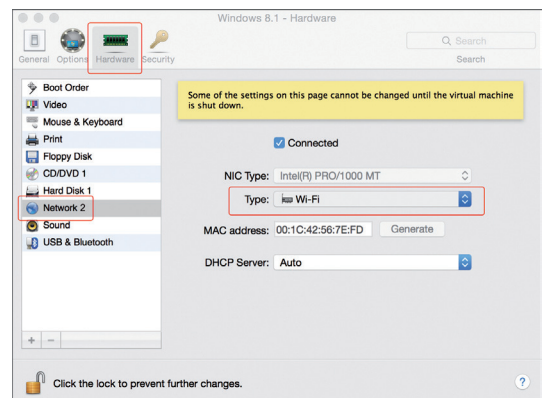 Windows 8.1 - Hardware
General Options Hardware Security
Search
Search
Boot Order
Video
Mouse & Keyboard
Print
Floppy Disk
CD/DVD 1
Hard Disk 1
Network 2
Sound
USB & Bluetooth
+ −
Some of the settings on this page cannot be changed until the virtual machine
is shut down.
Connected
NIC Type: Intel(R) PRO/1000 MT
Type: Wi-Fi
MAC address: 00:1C:42:56:7E:FD Generate
DHCP Server: Auto
Click the lock to prevent further changes.
?